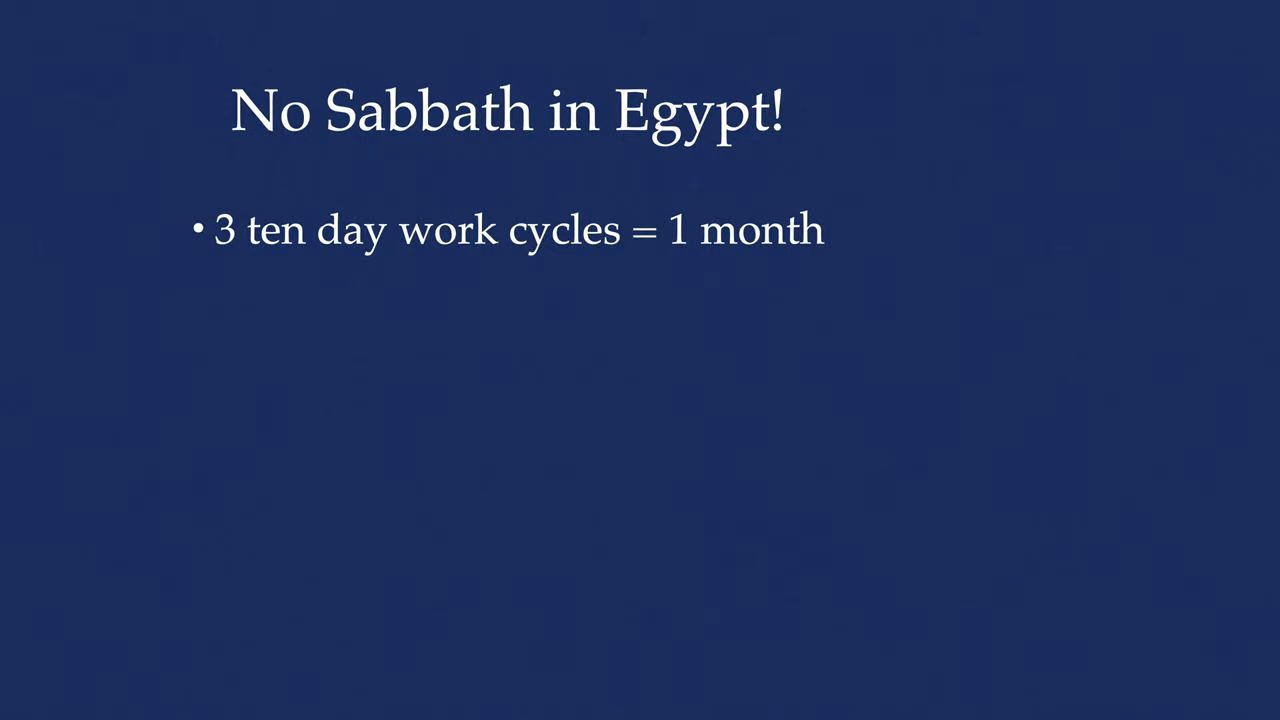 No Sabbath in Egypt!
• 3 ten day work cycles = 1 month